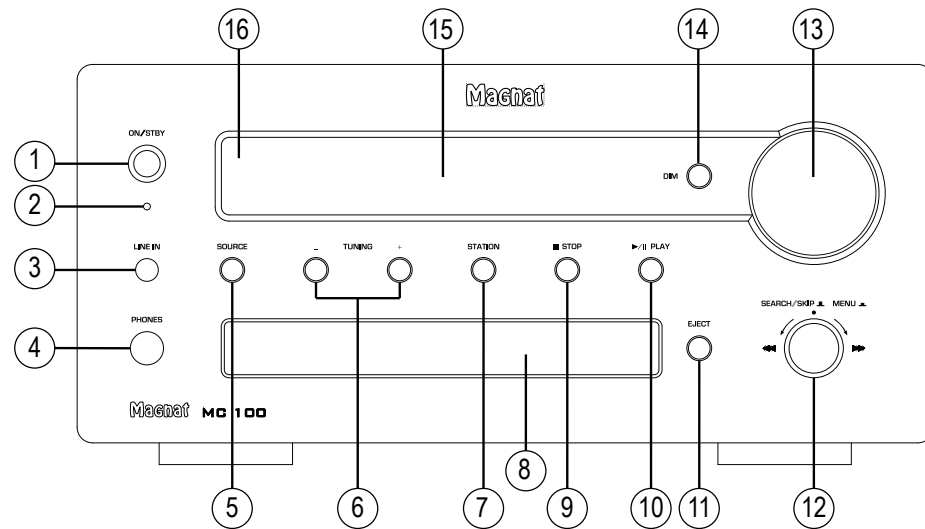 16 15 14 13
Magnat
ON/STBY
1
DIM
2
LINE IN SOURCE – TUNING + STATION ■ STOP ▶/II PLAY
3
SEARCH/SKIP MENU
PHONES EJECT
4
◀◀ ▶▶
Magnat MC 100
5 6 7 8 9 10 11 12